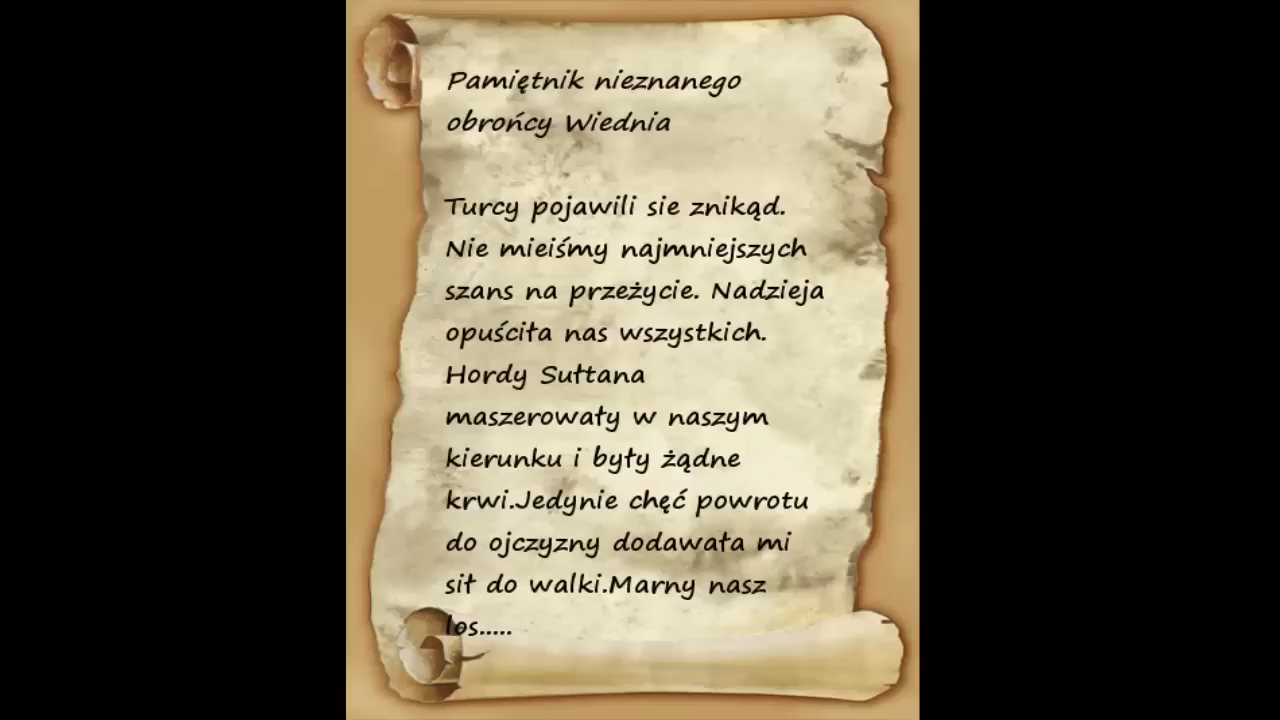 Pamiętnik nieznanego
obrońcy Wiednia
Turcy pojawili sie znikąd.
Nie mieiśmy najmniejszych
szans na przeżycie. Nadzieja
opuściła nas wszystkich.
Hordy Sułtana
maszerowały w naszym
kierunku i były żądne
krwi.Jedynie chęć powrotu
do ojczyzny dodawała mi
sił do walki.Marny nasz
los.....